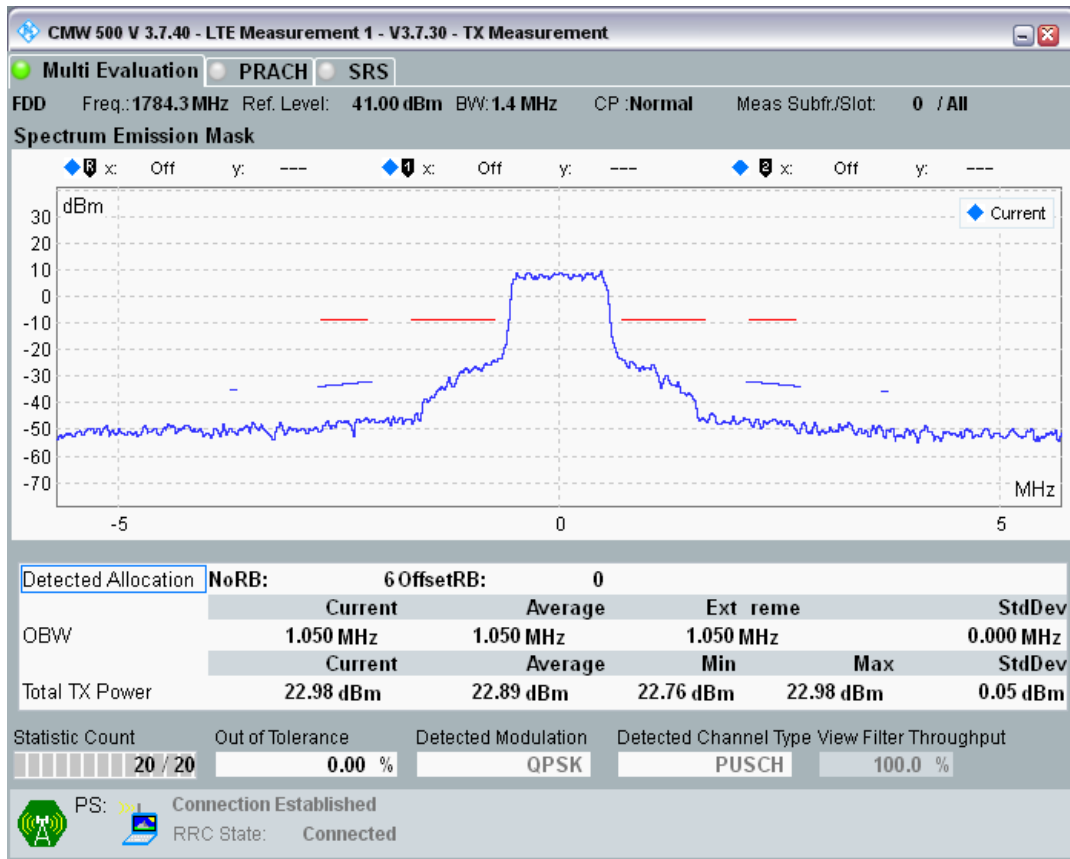 CMW 500 V 3.7.40 - LTE Measurement 1 - V3.7.30 - TX Measurement
Multi Evaluation PRACH SRS
FDD Freq.: 1784.3 MHz Ref. Level: 41.00 dBm BW: 1.4 MHz CP : Normal Meas Subfr./Slot: 0 / All
Spectrum Emission Mask
R x: Off y: --- 1 x: Off y: --- 2 x: Off y: ---
dBm
Current
30
20
10
0
-10
-20
-30
-40
-50
-60
-70
MHz
-5 0 5
Detected Allocation NoRB: 6 OffsetRB: 0
Current Average Ext reme StdDev
OBW 1.050 MHz 1.050 MHz 1.050 MHz 0.000 MHz
Current Average Min Max StdDev
Total TX Power 22.98 dBm 22.89 dBm 22.76 dBm 22.98 dBm 0.05 dBm
Statistic Count Out of Tolerance Detected Modulation Detected Channel Type View Filter Throughput
20 / 20 0.00 % QPSK PUSCH 100.0 %
PS: Connection Established
RRC State: Connected